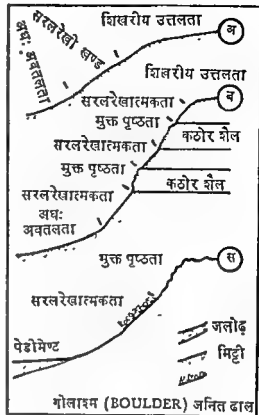 शिखरीय उत्तलता
अ
सरलरेखी खण्ड
अधः अवतलता
शिखरीय उत्तलता
ब
सरलरेखात्मकता
मुक्त पृष्ठता
कठोर शैल
सरलरेखात्मकता
मुक्त पृष्ठता
सरलरेखात्मकता
कठोर शैल
अधः
अवतलता
मुक्त पृष्ठता
स
सरलरेखात्मकता
जलोढ़
पेडीमेण्ट
मिट्टी
गोलाश्म (BOULDER) जनित ढाल